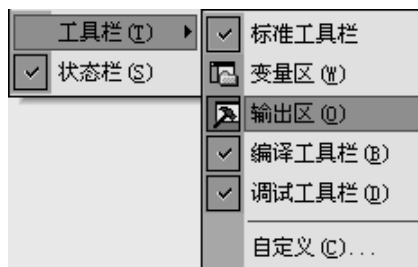 工具栏(T)
状态栏(S)
标准工具栏
变量区(W)
输出区(O)
编译工具栏(B)
调试工具栏(D)
自定义(C)...